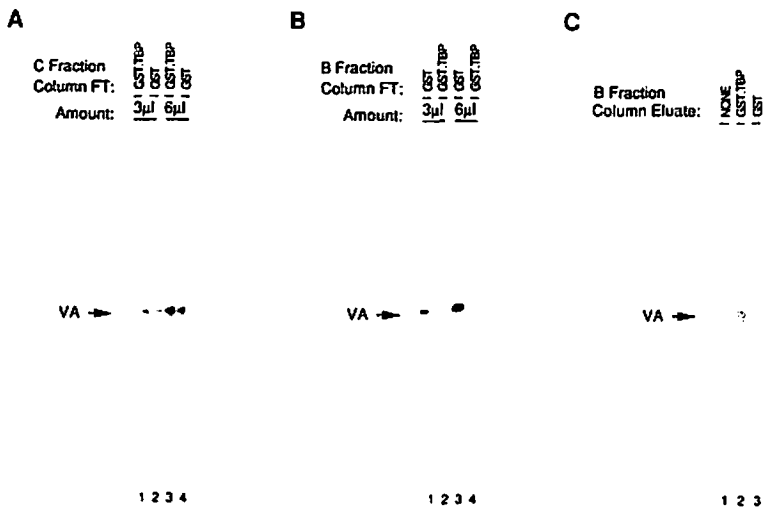 A
C Fraction
Column FT:
GST.TBP
GST
GST.TBP
GST
Amount:
3μl 6μl
VA
1 2 3 4
B
B Fraction
Column FT:
GST
GST.TBP
GST
GST.TBP
Amount:
3μl 6μl
VA
1 2 3 4
C
B Fraction
Column Eluate:
NONE
GST.TBP
GST
VA
1 2 3